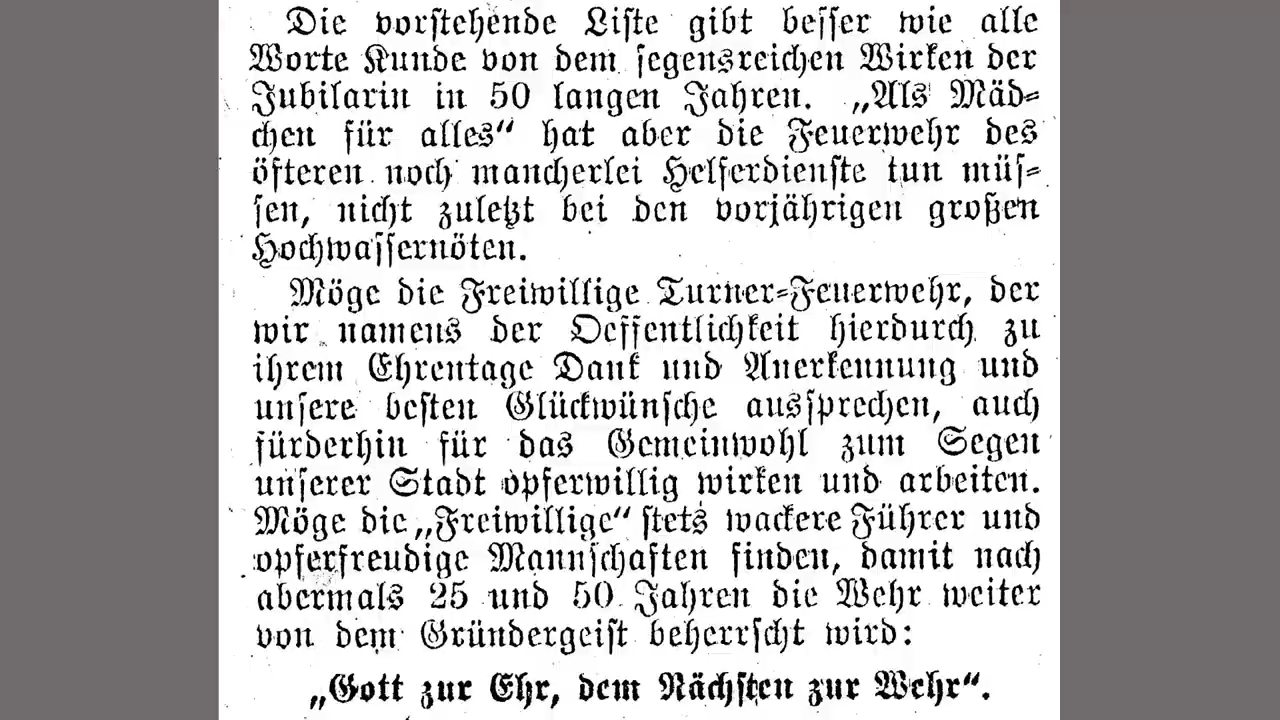 Die vorstehende Liste gibt besser wie alle
Worte Kunde von dem segensreichen Wirken der
Jubilarin in 50 langen Jahren. „Als Mäd-
chen für alles“ hat aber die Feuerwehr des
öfteren noch mancherlei Helferdienste tun müs-
sen, nicht zuletzt bei den vorjährigen großen
Hochwassernöten.
Möge die Freiwillige Turner-Feuerwehr, der
wir namens der Oeffentlichkeit hierdurch zu
ihrem Ehrentage Dank und Anerkennung und
unsere besten Glückwünsche aussprechen, auch
fürderhin für das Gemeinwohl zum Segen
unserer Stadt opferwillig wirken und arbeiten.
Möge die „Freiwillige“ stets wackere Führer und
opferfreudige Mannschaften finden, damit nach
abermals 25 und 50 Jahren die Wehr weiter
von dem Gründergeist beherrscht wird:
„Gott zur Ehr, dem Nächsten zur Wehr“.